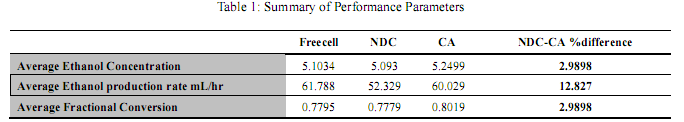 Table 1: Summary of Performance Parameters
Freecell NDC CA NDC-CA %difference
Average Ethanol Concentration 5.1034 5.093 5.2499 2.9898
Average Ethanol production rate mL/hr 61.788 52.329 60.029 12.827
Average Fractional Conversion 0.7795 0.7779 0.8019 2.9898